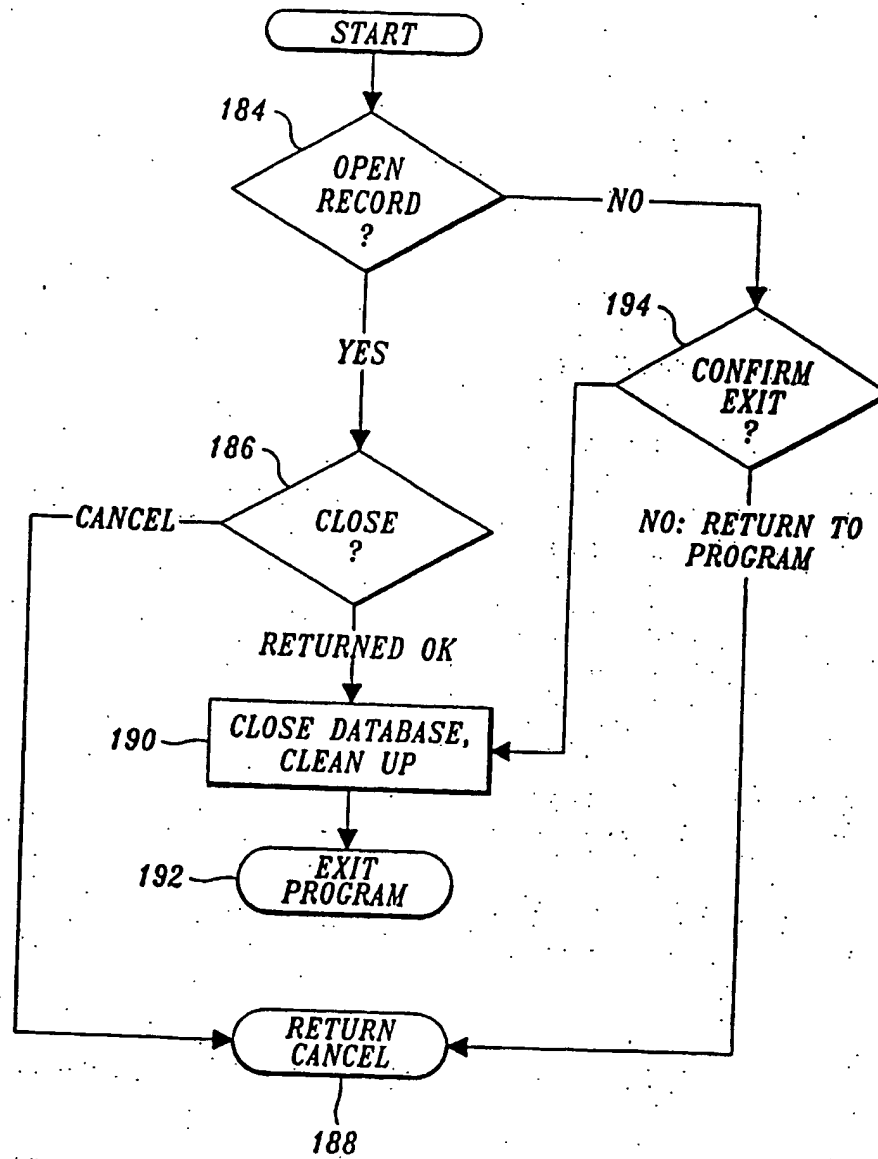 START
184
OPEN
RECORD
?
NO
194
CONFIRM
EXIT
?
YES
186
CANCEL
CLOSE
?
NO: RETURN TO
PROGRAM
RETURNED OK
190
CLOSE DATABASE,
CLEAN UP
192
EXIT
PROGRAM
RETURN
CANCEL
188